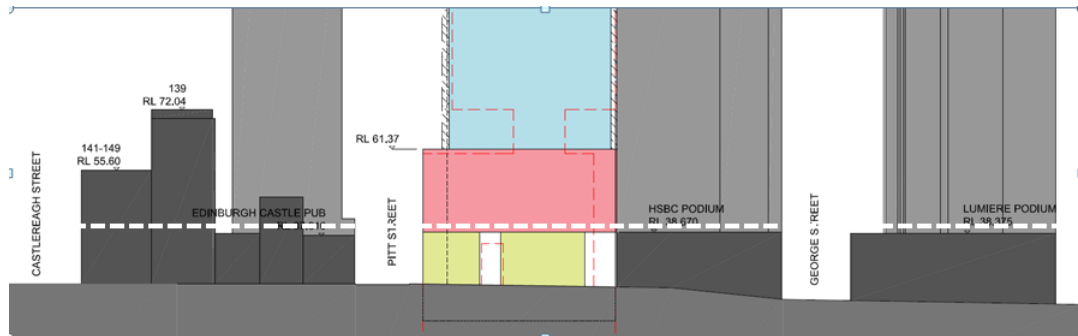 139
RL 72.04
141-149
RL 55.60
RL 61.37
CASTLEREAGH STREET
EDINBURGH CASTLE PUB
PITT STREET
HSBC PODIUM
RL 38.670
GEORGE STREET
LUMIERE PODIUM
RL 38.375